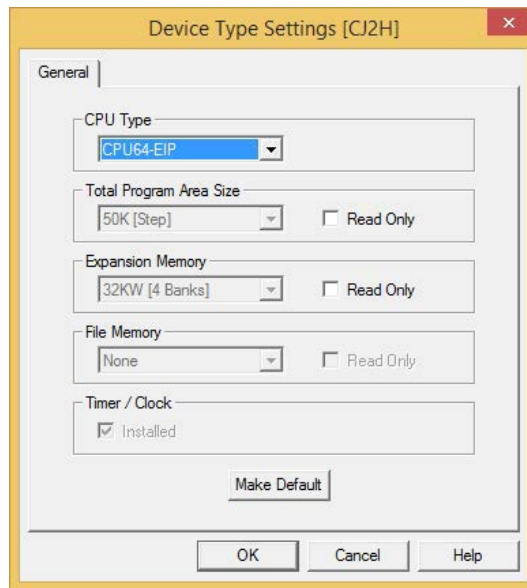 Device Type Settings [CJ2H]
General
CPU Type
CPU64-EIP
Total Program Area Size
50K [Step]
Read Only
Expansion Memory
32KW [4 Banks]
Read Only
File Memory
None
Read Only
Timer / Clock
Installed
Make Default
OK
Cancel
Help